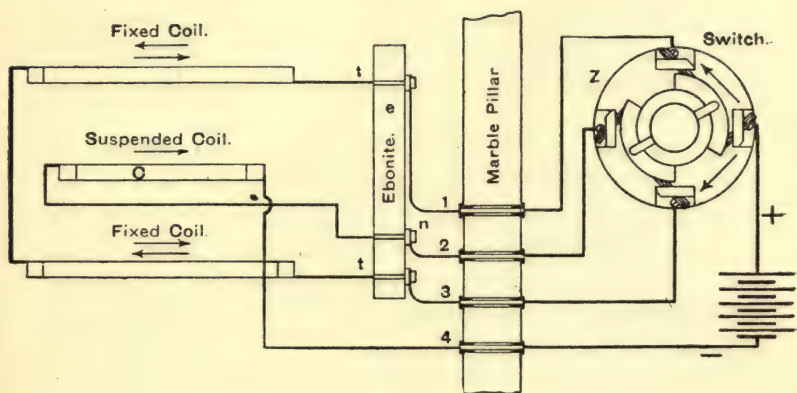 Fixed Coil.
Suspended Coil.
C
Fixed Coil.
t
e
Ebonite.
n
t
Marble Pillar
1
2
3
4
Switch.
Z
+
−